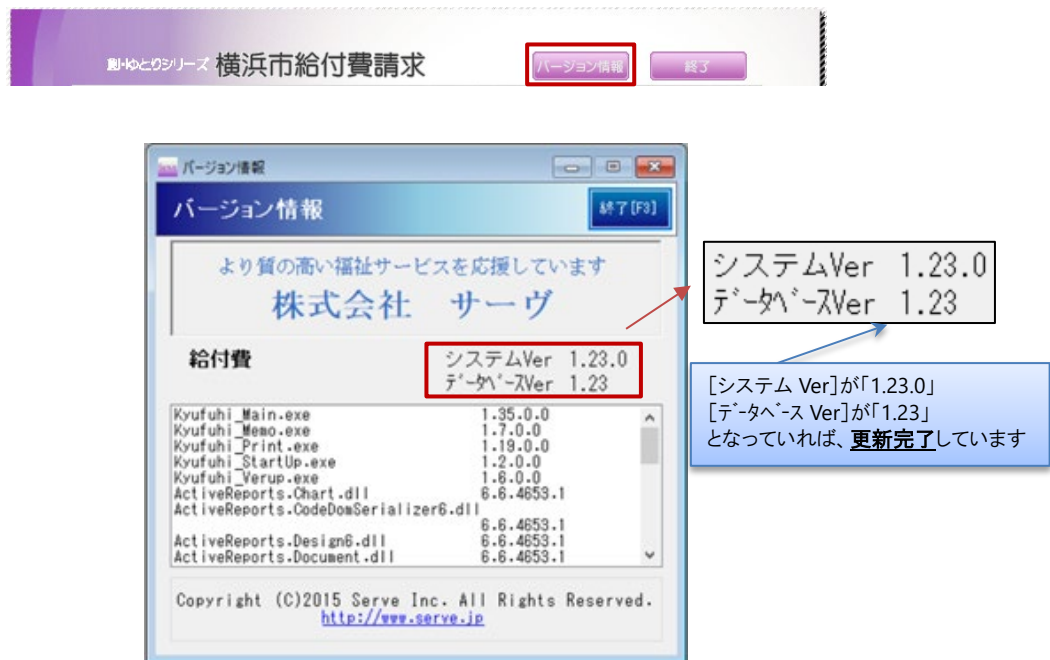 創・ゆとりシリーズ 横浜市給付費請求 バージョン情報 終了
バージョン情報
バージョン情報 終了[F3]
より質の高い福祉サービスを応援しています
株式会社 サーヴ
給付費 システムVer 1.23.0
ﾃﾞｰﾀﾍﾞｰｽVer 1.23
Kyufuhi_Main.exe 1.35.0.0
Kyufuhi_Memo.exe 1.7.0.0
Kyufuhi_Print.exe 1.19.0.0
Kyufuhi_StartUp.exe 1.2.0.0
Kyufuhi_Verup.exe 1.6.0.0
ActiveReports.Chart.dll 6.6.4653.1
ActiveReports.CodeDomSerializer6.dll
6.6.4653.1
ActiveReports.Design6.dll 6.6.4653.1
ActiveReports.Document.dll 6.6.4653.1
Copyright (C)2015 Serve Inc. All Rights Reserved.
http://www.serve.jp
システムVer 1.23.0
ﾃﾞｰﾀﾍﾞｰｽVer 1.23
[システム Ver]が「1.23.0」
[ﾃﾞｰﾀﾍﾞｰｽ Ver]が「1.23」
となっていれば、更新完了しています